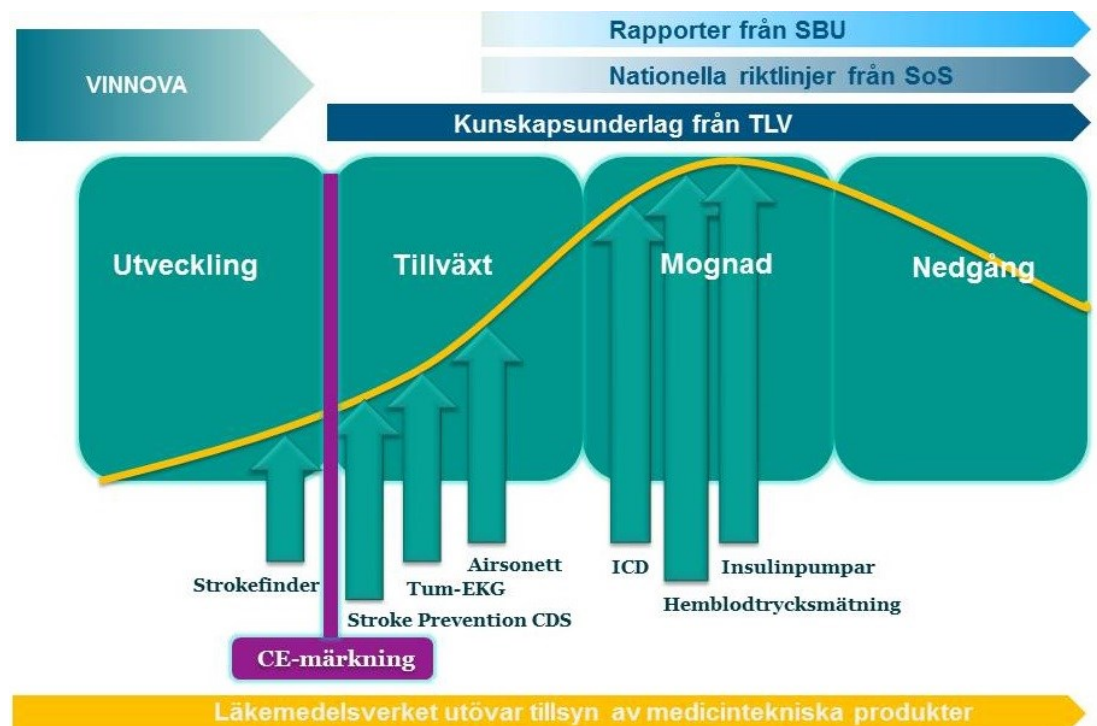 Rapporter från SBU
VINNOVA
Nationella riktlinjer från SoS
Kunskapsunderlag från TLV
Utveckling
Tillväxt
Mognad
Nedgång
Strokefinder
Stroke Prevention CDS
Tum-EKG
Airsonett
ICD
Hemblodtrycksmätning
Insulinpumpar
CE-märkning
Läkemedelsverket utövar tillsyn av medicintekniska produkter